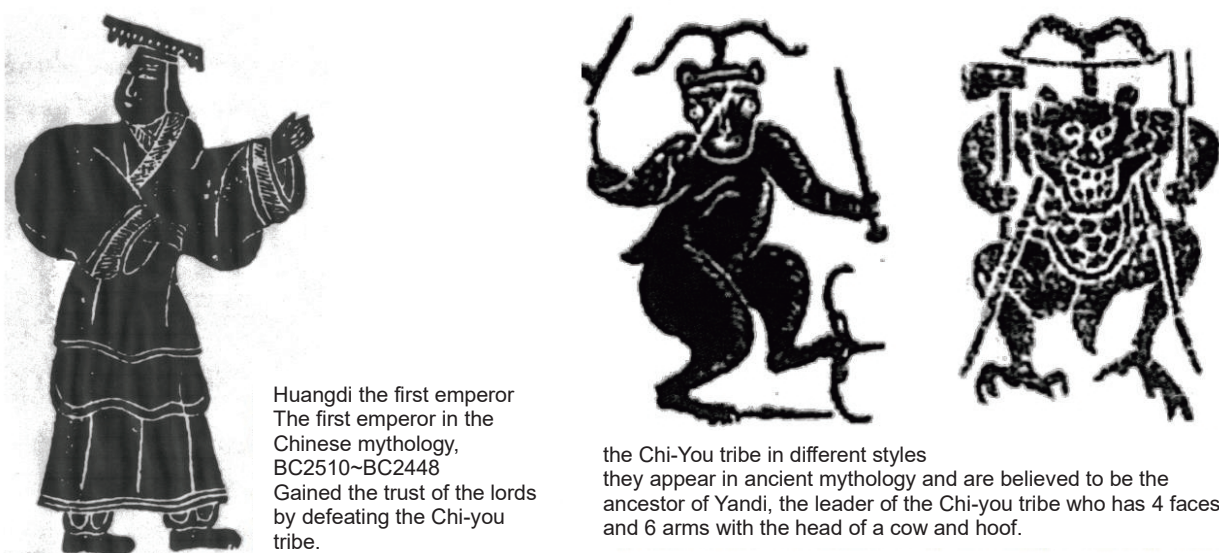 Huangdi the first emperor
The first emperor in the
Chinese mythology,
BC2510~BC2448
Gained the trust of the lords
by defeating the Chi-you
tribe.
the Chi-You tribe in different styles
they appear in ancient mythology and are believed to be the
ancestor of Yandi, the leader of the Chi-you tribe who has 4 faces
and 6 arms with the head of a cow and hoof.